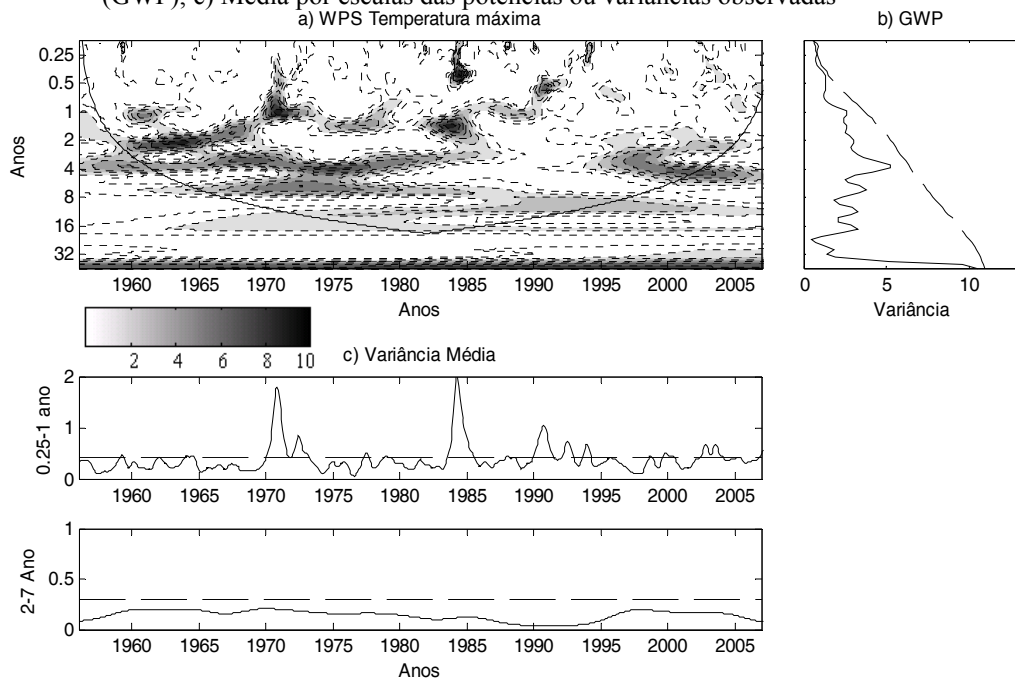 (GWP); c) Média por escalas das potências ou variâncias observadas
a) WPS Temperatura máxima
b) GWP
0.25
0.5
1
2
4
8
16
32
Anos
1960 1965 1970 1975 1980 1985 1990 1995 2000 2005
Anos
0 5 10
Variância
2 4 6 8 10
c) Variância Média
2
1
0
0.25-1 ano
1960 1965 1970 1975 1980 1985 1990 1995 2000 2005
1
0.5
0
2-7 Ano
1960 1965 1970 1975 1980 1985 1990 1995 2000 2005
Anos